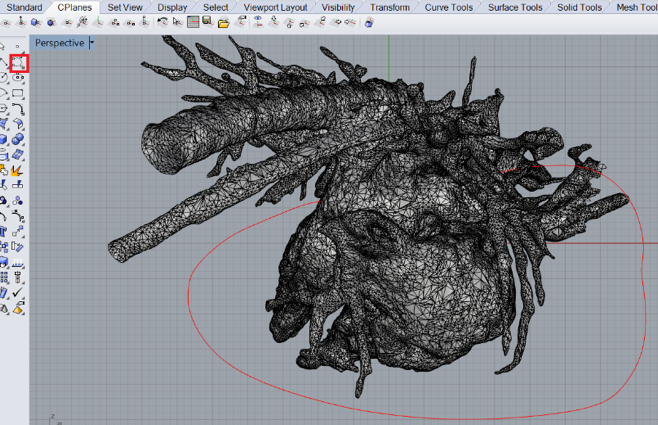 Standard CPlanes Set View Display Select Viewport Layout Visibility Transform Curve Tools Surface Tools Solid Tools Mesh Tool
Perspective
z